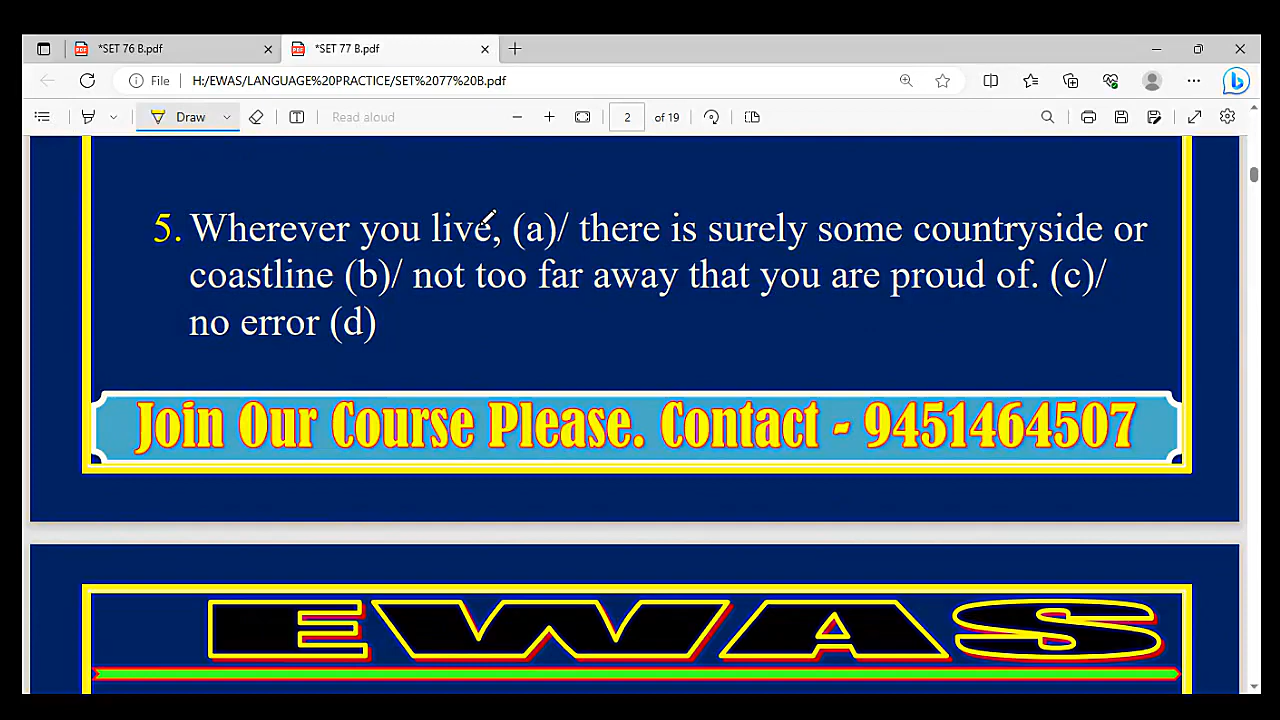 *SET 76 B.pdf
*SET 77 B.pdf
File
H:/EWAS/LANGUAGE%20PRACTICE/SET%2077%20B.pdf
Draw
Read aloud
2
of 19
5. Wherever you live, (a)/ there is surely some countryside or
coastline (b)/ not too far away that you are proud of. (c)/
no error (d)
Join Our Course Please. Contact - 9451464507
EWAS